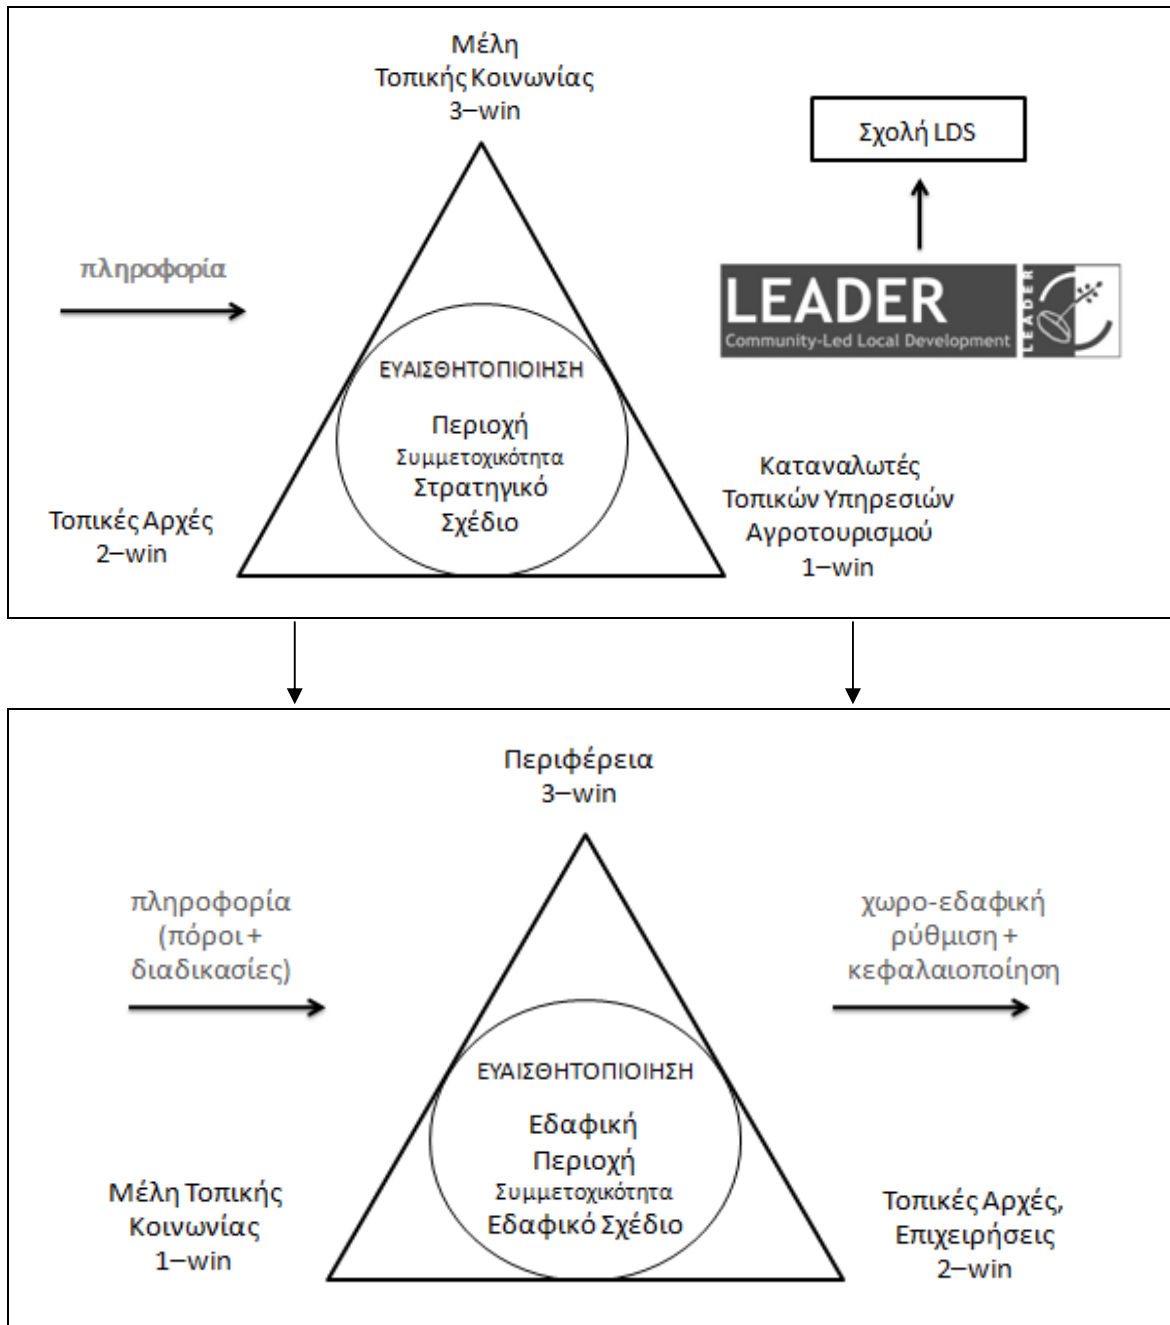 Μέλη
Τοπικής Κοινωνίας
3–win
Σχολή LDS
πληροφορία
LEADER
Community-Led Local Development
LEADER
ΕΥΑΙΣΘΗΤΟΠΙΟΙΗΣΗ
Περιοχή
Συμμετοχικότητα
Στρατηγικό
Σχέδιο
Τοπικές Αρχές
2–win
Καταναλωτές
Τοπικών Υπηρεσιών
Αγροτουρισμού
1–win
Περιφέρεια
3–win
πληροφορία
(πόροι +
διαδικασίες)
χωρο-εδαφική
ρύθμιση +
κεφαλαιοποίηση
ΕΥΑΙΣΘΗΤΟΠΙΟΙΗΣΗ
Εδαφική
Περιοχή
Συμμετοχικότητα
Εδαφικό Σχέδιο
Μέλη Τοπικής
Κοινωνίας
1–win
Τοπικές Αρχές,
Επιχειρήσεις
2–win